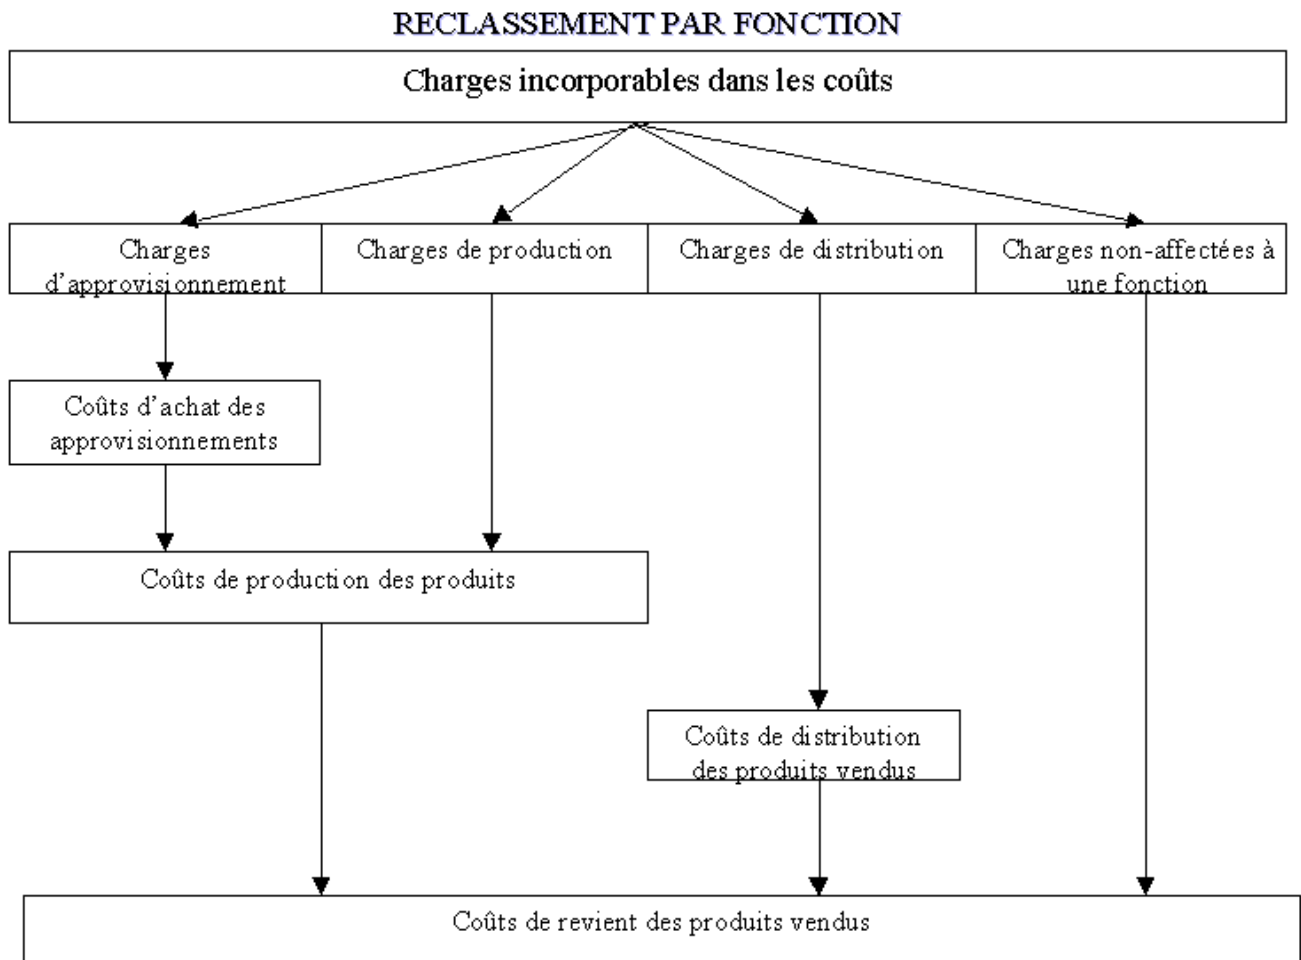 RECLASSEMENT PAR FONCTION
Charges incorporables dans les coûts
Charges
d'approvisionnement
Charges de production
Charges de distribution
Charges non-affectées à
une fonction
Coûts d'achat des
approvisionnements
Coûts de production des produits
Coûts de distribution
des produits vendus
Coûts de revient des produits vendus